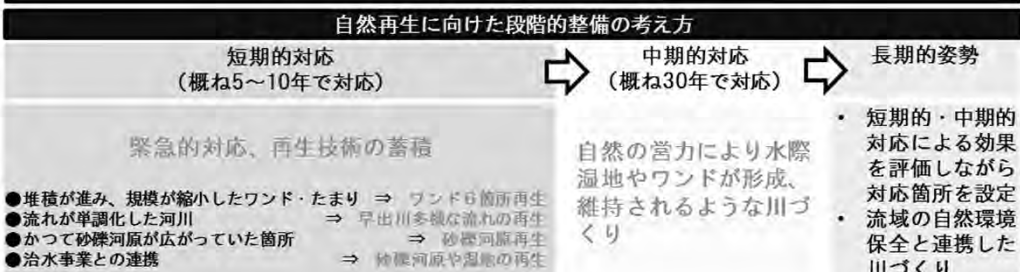 自然再生に向けた段階的整備の考え方
短期的対応
(概ね5～10年で対応)
中期的対応
(概ね30年で対応)
長期的姿勢
緊急的対応、再生技術の蓄積
●堆積が進み、規模が縮小したワンド・たまり ⇒ ワンド6箇所再生
●流れが単調化した河川 ⇒ 早出川多様な流れの再生
●かつて砂礫河原が広がっていた箇所 ⇒ 砂礫河原再生
●治水事業との連携 ⇒ 砂礫河原や湿地の再生
自然の営力により水際
湿地やワンドが形成、
維持されるような川づ
くり
・ 短期的・中期的
対応による効果
を評価しながら
対応箇所を設定
・ 流域の自然環境
保全と連携した
川づくり